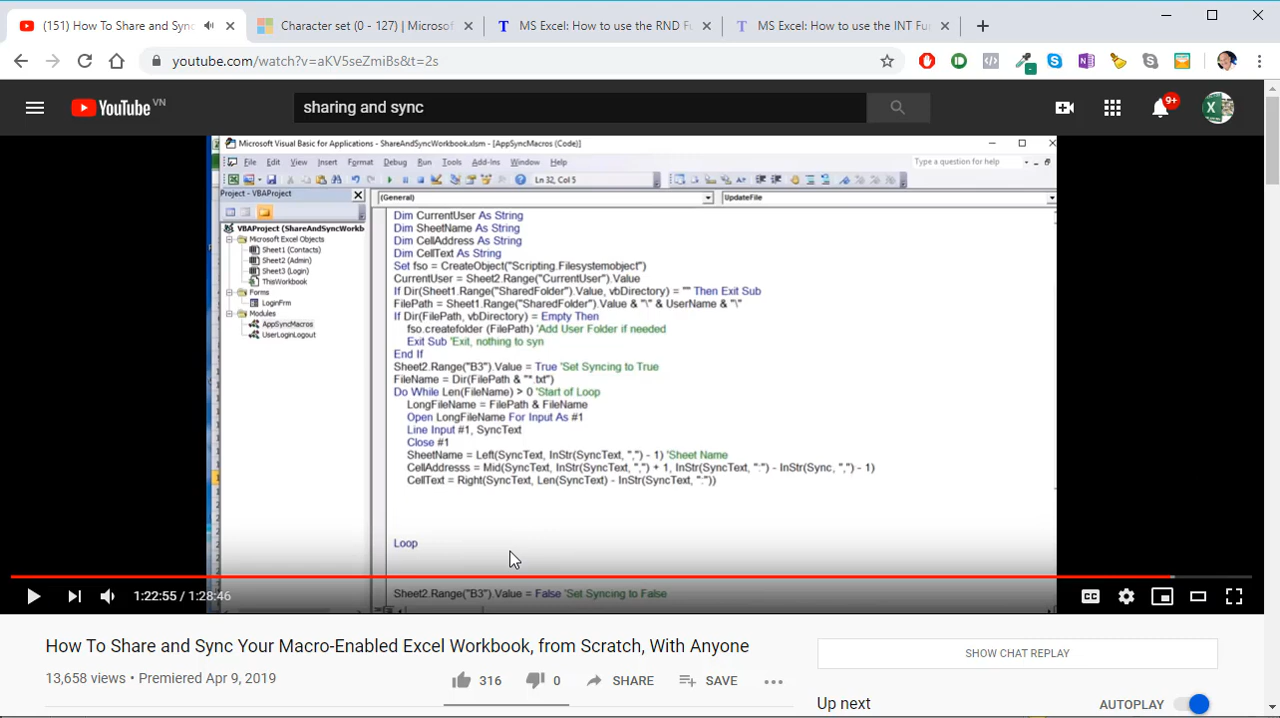 (151) How To Share and Sync
Character set (0 - 127) | Microsof
MS Excel: How to use the RND Fu
MS Excel: How to use the INT Fun
youtube.com/watch?v=aKV5seZmiBs&t=2s
YouTube VN
sharing and sync
9+
Microsoft Visual Basic for Applications - ShareAndSyncWorkbook.xlsm - [AppSyncMacros (Code)]
File Edit View Insert Format Debug Run Tools Add-Ins Window Help
Type a question for help
Ln 32, Col 5
Project - VBAProject
(General)
UpdateFile
VBAProject (ShareAndSyncWorkb
Microsoft Excel Objects
Sheet1 (Contacts)
Sheet2 (Admin)
Sheet3 (Login)
ThisWorkbook
Forms
LoginFrm
Modules
AppSyncMacros
UserLoginLogout
Dim CurrentUser As String
Dim SheetName As String
Dim CellAddress As String
Dim CellText As String
Set fso = CreateObject("Scripting.Filesystemobject")
CurrentUser = Sheet2.Range("CurrentUser").Value
If Dir(Sheet1.Range("SharedFolder").Value, vbDirectory) = "" Then Exit Sub
FilePath = Sheet1.Range("SharedFolder").Value & "\" & UserName & "\"
If Dir(FilePath, vbDirectory) = Empty Then
fso.createfolder (FilePath) 'Add User Folder if needed
Exit Sub 'Exit, nothing to syn
End If
Sheet2.Range("B3").Value = True 'Set Syncing to True
FileName = Dir(FilePath & "*.txt")
Do While Len(FileName) > 0 'Start of Loop
LongFileName = FilePath & FileName
Open LongFileName For Input As #1
Line Input #1, SyncText
Close #1
SheetName = Left(SyncText, InStr(SyncText, ",") - 1) 'Sheet Name
CellAddresss = Mid(SyncText, InStr(SyncText, ",") + 1, InStr(SyncText, ":") - InStr(Sync, ",") - 1)
CellText = Right(SyncText, Len(SyncText) - InStr(SyncText, ":"))
Loop
Sheet2.Range("B3").Value = False 'Set Syncing to False
1:22:55 / 1:28:46
CC
How To Share and Sync Your Macro-Enabled Excel Workbook, from Scratch, With Anyone
13,658 views • Premiered Apr 9, 2019
316
0
SHARE
SAVE
SHOW CHAT REPLAY
Up next
AUTOPLAY